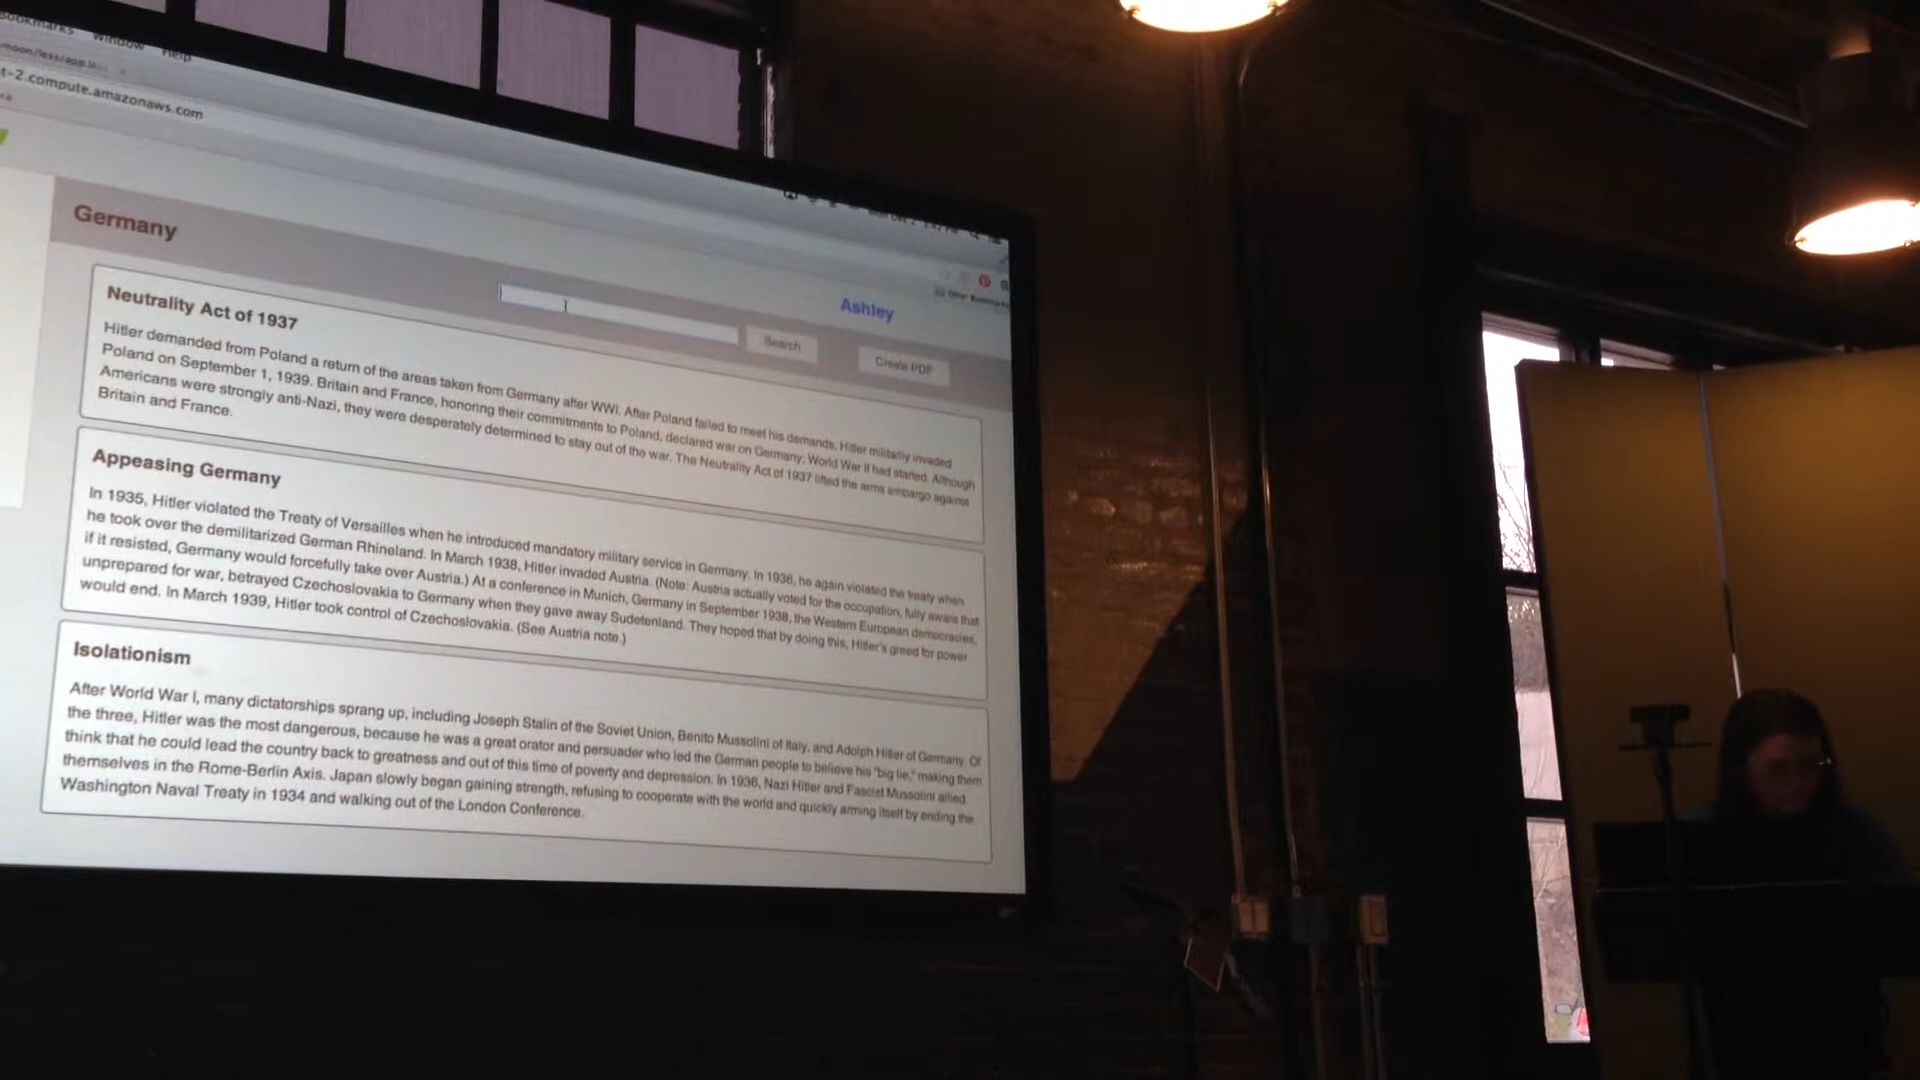 Bookmarks Window Help
t-2.compute.amazonaws.com
Germany
Ashley
Search
Create PDF
Neutrality Act of 1937
Hitler demanded from Poland a return of the areas taken from Germany after WWI. After Poland failed to meet his demands, Hitler militarily invaded
Poland on September 1, 1939. Britain and France, honoring their commitments to Poland, declared war on Germany; World War II had started. Although
Americans were strongly anti-Nazi, they were desperately determined to stay out of the war. The Neutrality Act of 1937 lifted the arms embargo against
Britain and France.
Appeasing Germany
In 1935, Hitler violated the Treaty of Versailles when he introduced mandatory military service in Germany. In 1936, he again violated the treaty when
he took over the demilitarized German Rhineland. In March 1938, Hitler invaded Austria. (Note: Austria actually voted for the occupation, fully aware that
if it resisted, Germany would forcefully take over Austria.) At a conference in Munich, Germany in September 1938, the Western European democracies,
unprepared for war, betrayed Czechoslovakia to Germany when they gave away Sudetenland. They hoped that by doing this, Hitler's greed for power
would end. In March 1939, Hitler took control of Czechoslovakia. (See Austria note.)
Isolationism
After World War I, many dictatorships sprang up, including Joseph Stalin of the Soviet Union, Benito Mussolini of Italy, and Adolph Hitler of Germany. Of
the three, Hitler was the most dangerous, because he was a great orator and persuader who led the German people to believe his "big lie," making them
think that he could lead the country back to greatness and out of this time of poverty and depression. In 1936, Nazi Hitler and Fascist Mussolini allied
themselves in the Rome-Berlin Axis. Japan slowly began gaining strength, refusing to cooperate with the world and quickly arming itself by ending the
Washington Naval Treaty in 1934 and walking out of the London Conference.